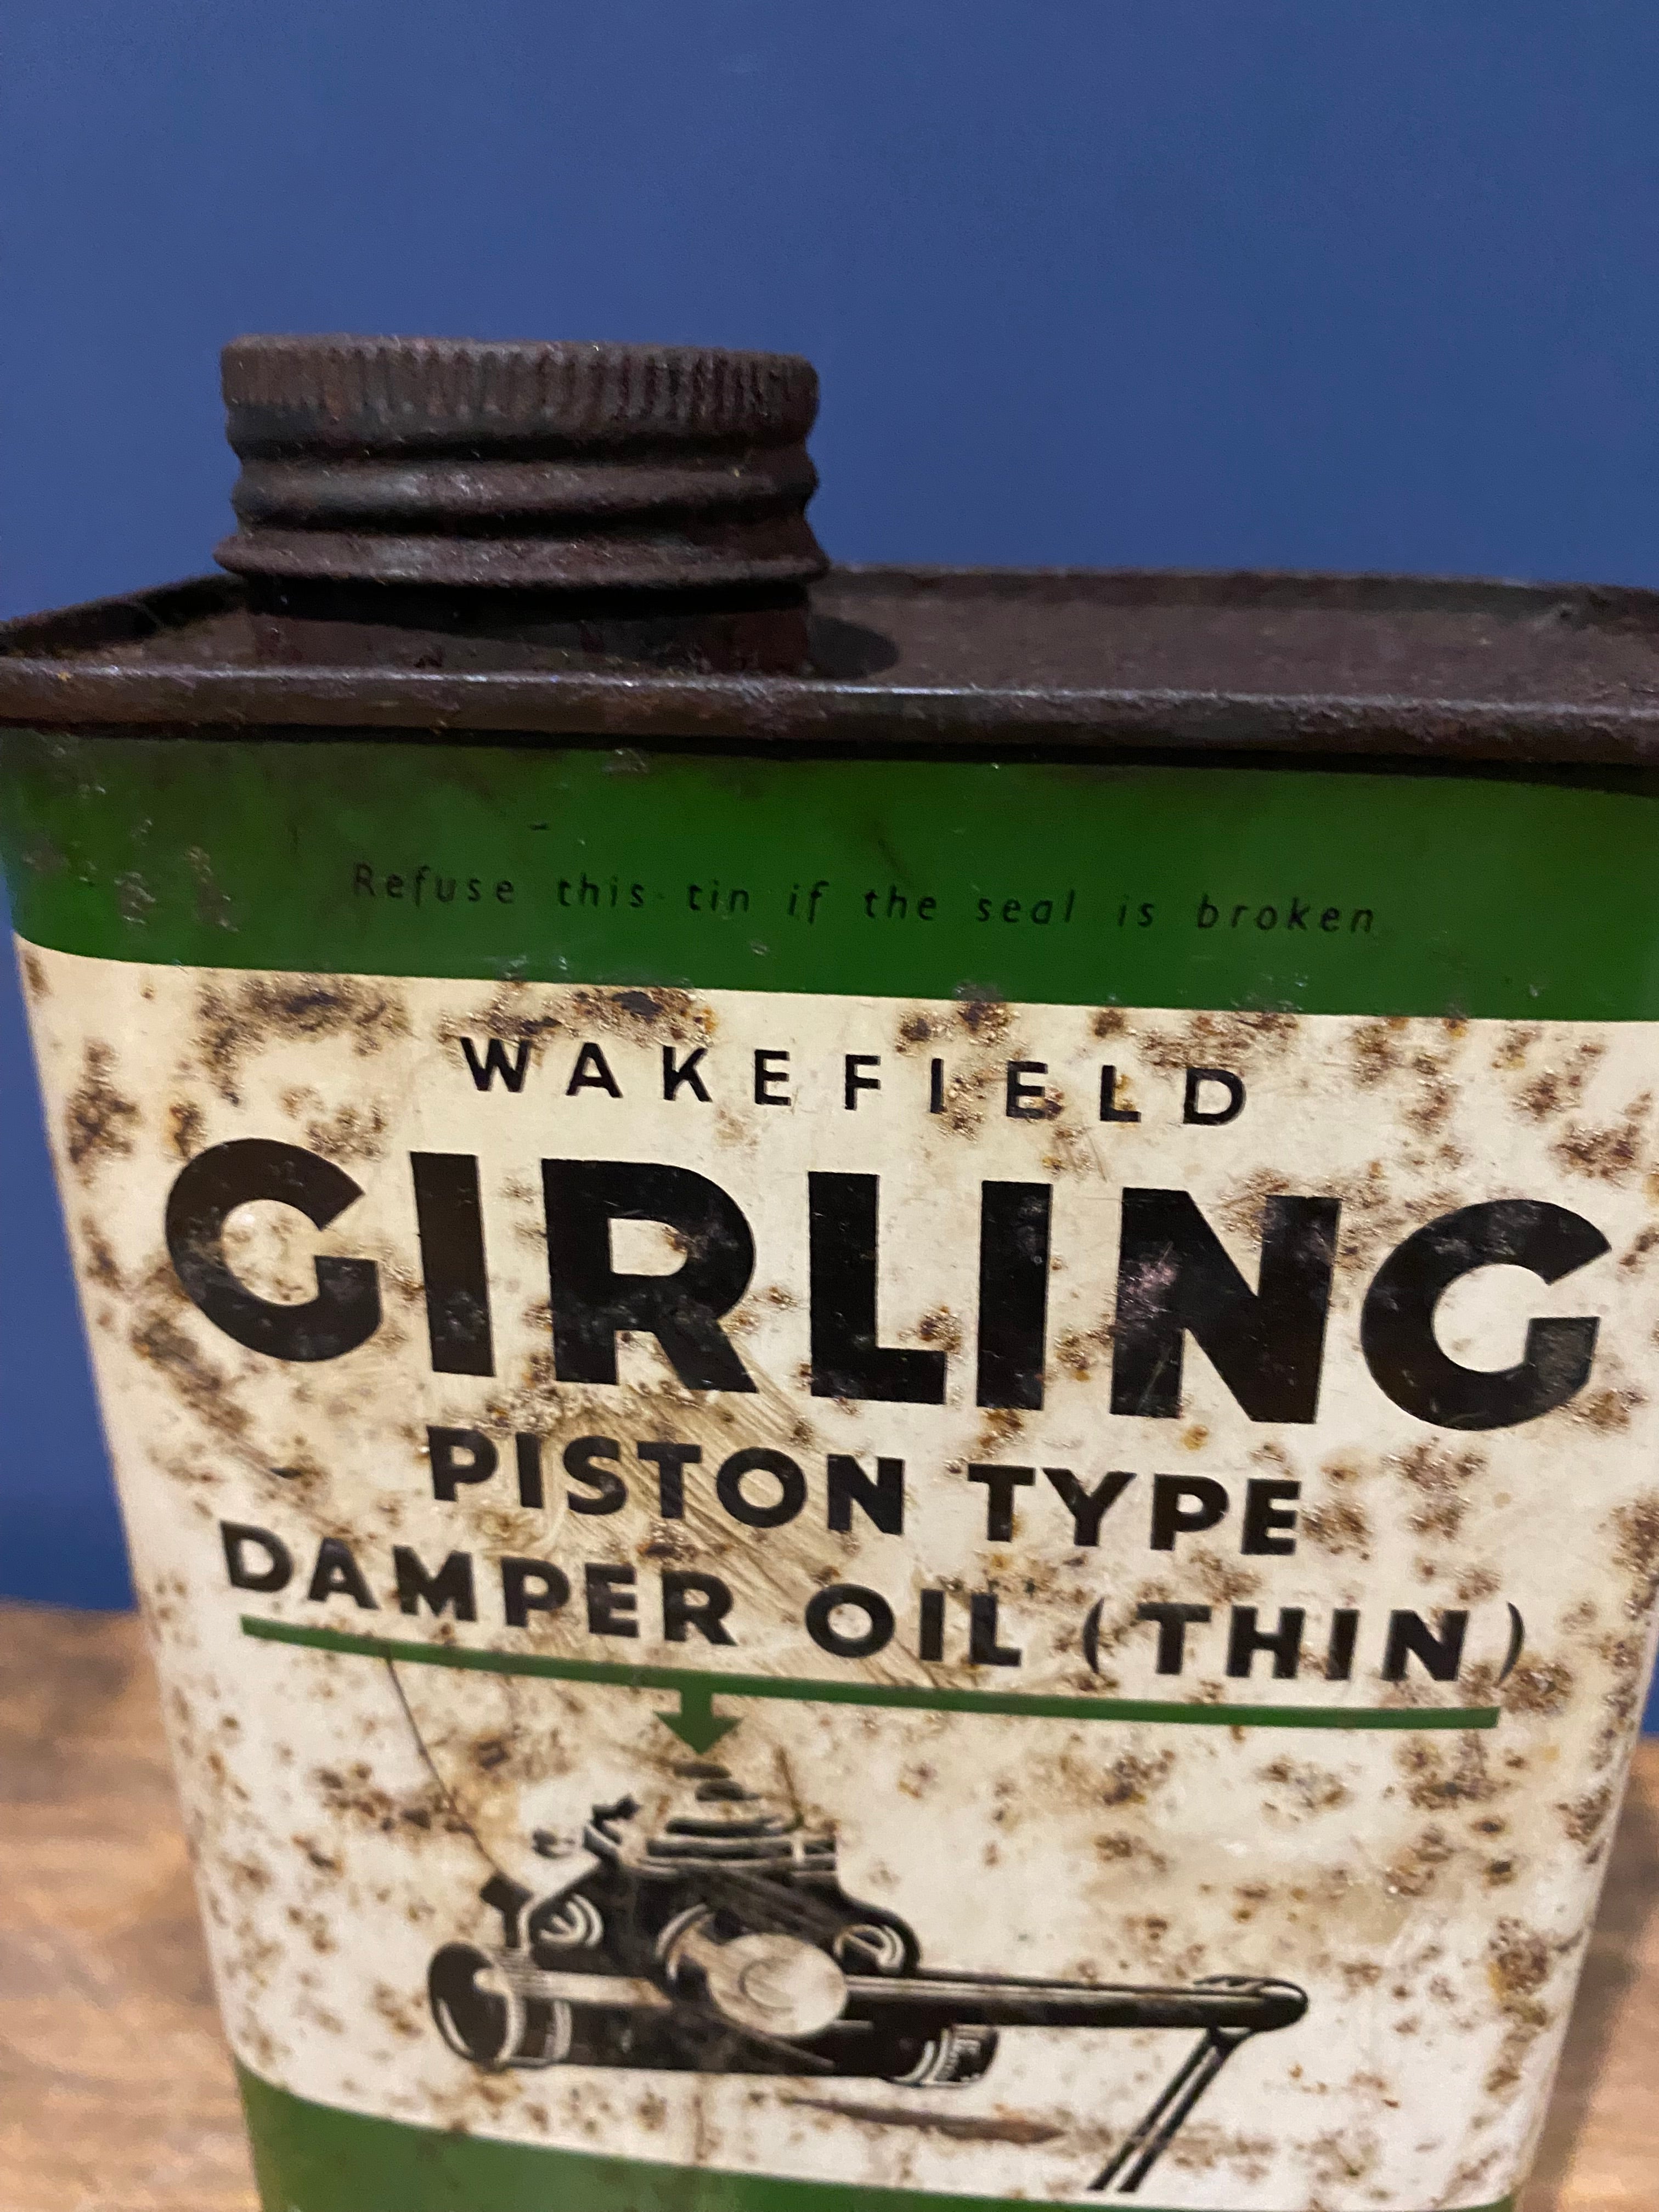 Refuse this tin if the seal is broken
WAKEFIELD
GIRLING
PISTON TYPE
DAMPER OIL (THIN)